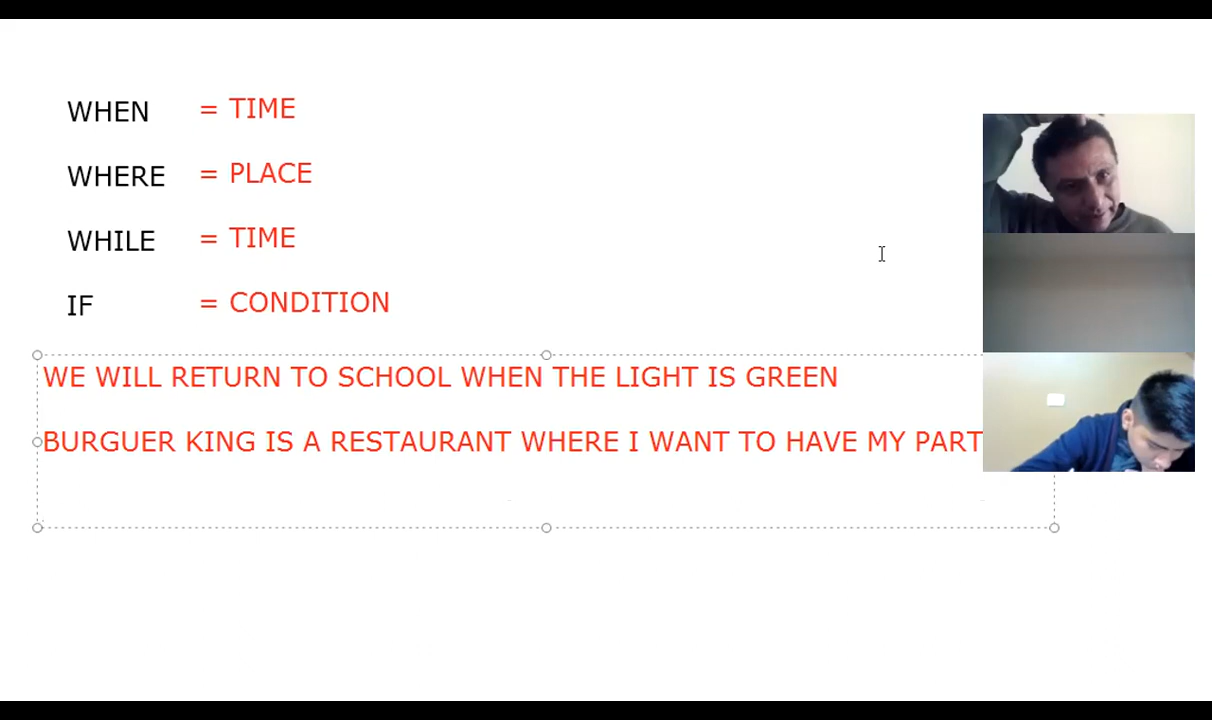 WHEN = TIME
WHERE = PLACE
WHILE = TIME
IF = CONDITION
WE WILL RETURN TO SCHOOL WHEN THE LIGHT IS GREEN
BURGUER KING IS A RESTAURANT WHERE I WANT TO HAVE MY PART